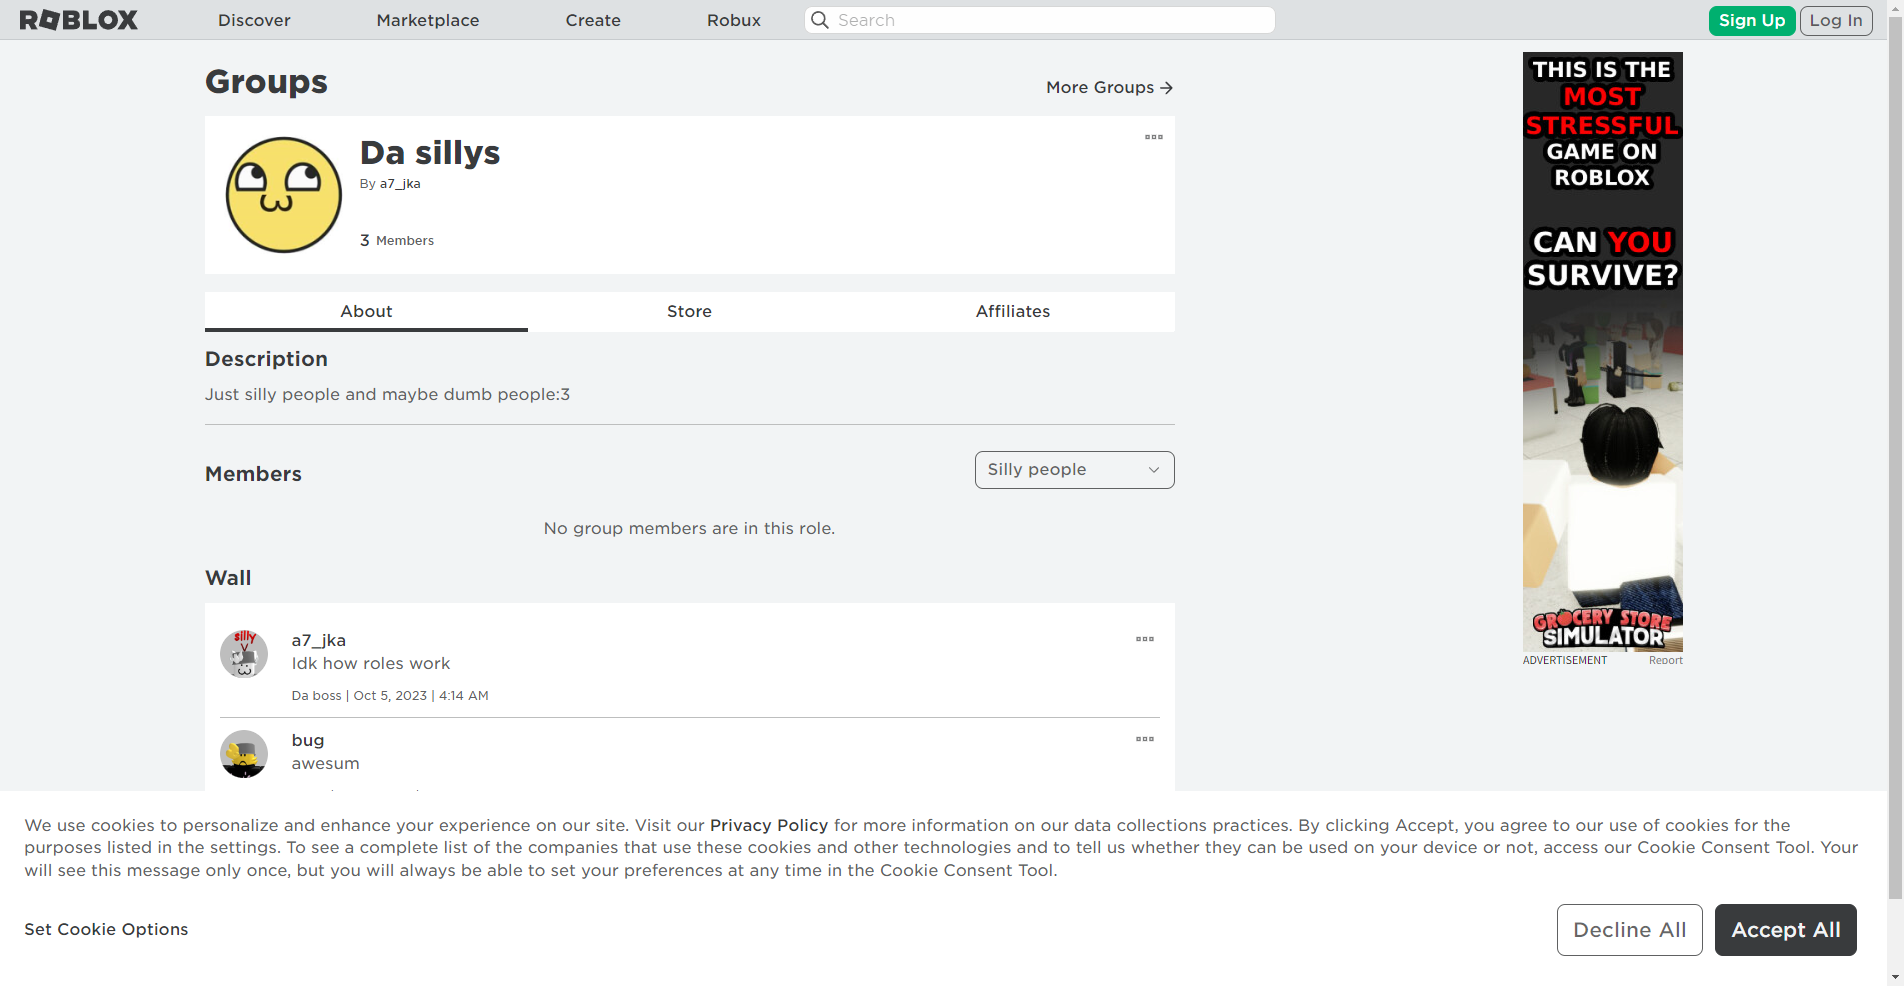 ROBLOX
Discover
Marketplace
Create
Robux
Search
Sign Up
Log In
Groups
More Groups
Da sillys
By a7_jka
3 Members
About
Store
Affiliates
Description
Just silly people and maybe dumb people:3
Members
Silly people
No group members are in this role.
Wall
silly
a7_jka
Idk how roles work
Da boss | Oct 5, 2023 | 4:14 AM
bug
awesum
THIS IS THE
MOST
STRESSFUL
GAME ON
ROBLOX
CAN YOU
SURVIVE?
GROCERY STORE
SIMULATOR
ADVERTISEMENT
Report
We use cookies to personalize and enhance your experience on our site. Visit our Privacy Policy for more information on our data collections practices. By clicking Accept, you agree to our use of cookies for the
purposes listed in the settings. To see a complete list of the companies that use these cookies and other technologies and to tell us whether they can be used on your device or not, access our Cookie Consent Tool. Your
will see this message only once, but you will always be able to set your preferences at any time in the Cookie Consent Tool.
Set Cookie Options
Decline All
Accept All